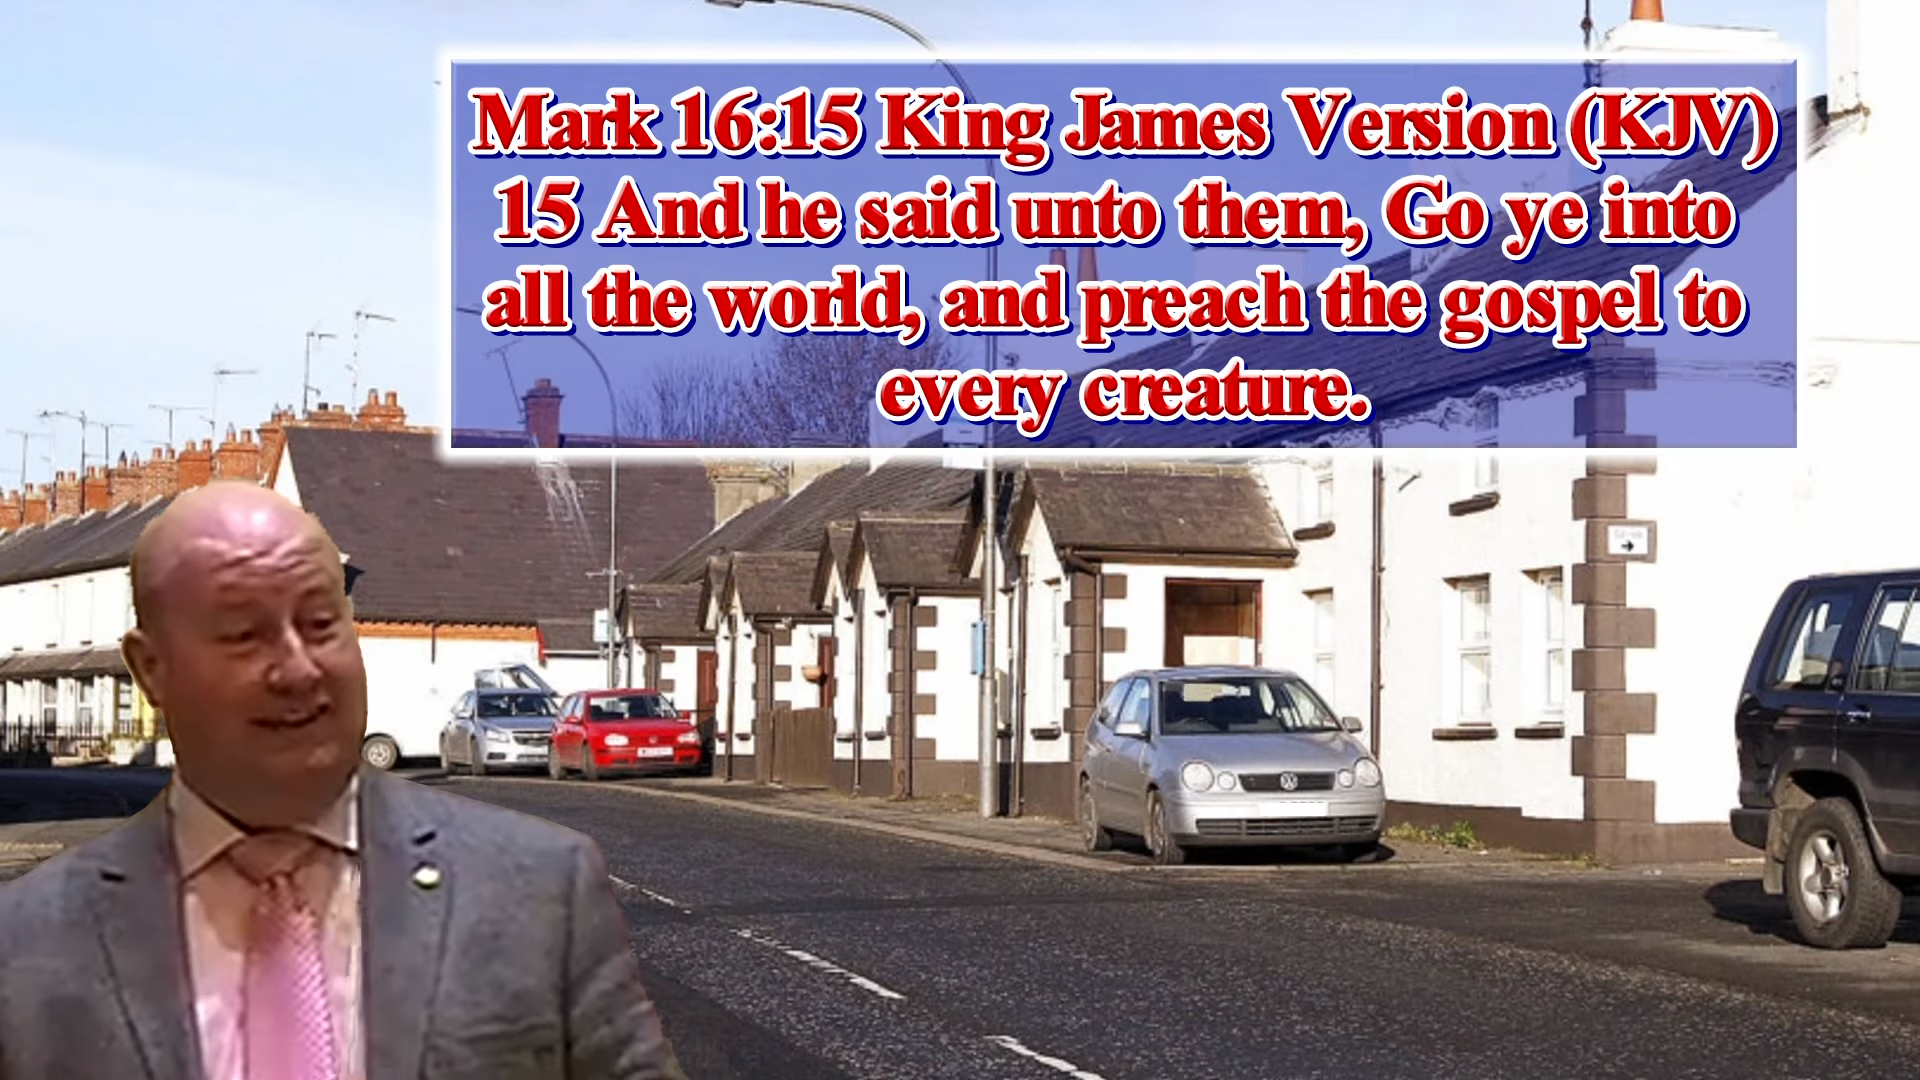 Mark 16:15 King James Version (KJV)
15 And he said unto them, Go ye into
all the world, and preach the gospel to
every creature.